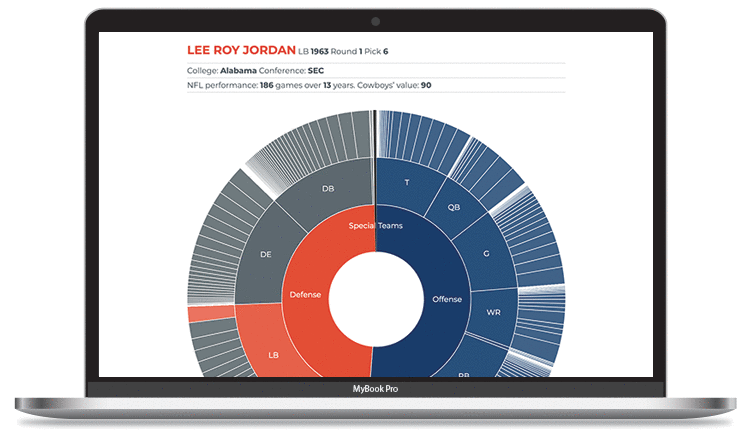 LEE ROY JORDAN LB 1963 Round 1 Pick 6
College: Alabama Conference: SEC
NFL performance: 186 games over 13 years. Cowboys' value: 90
DB
T
QB
Special Teams
DE
G
Defense
Offense
WR
LB
MyBook Pro